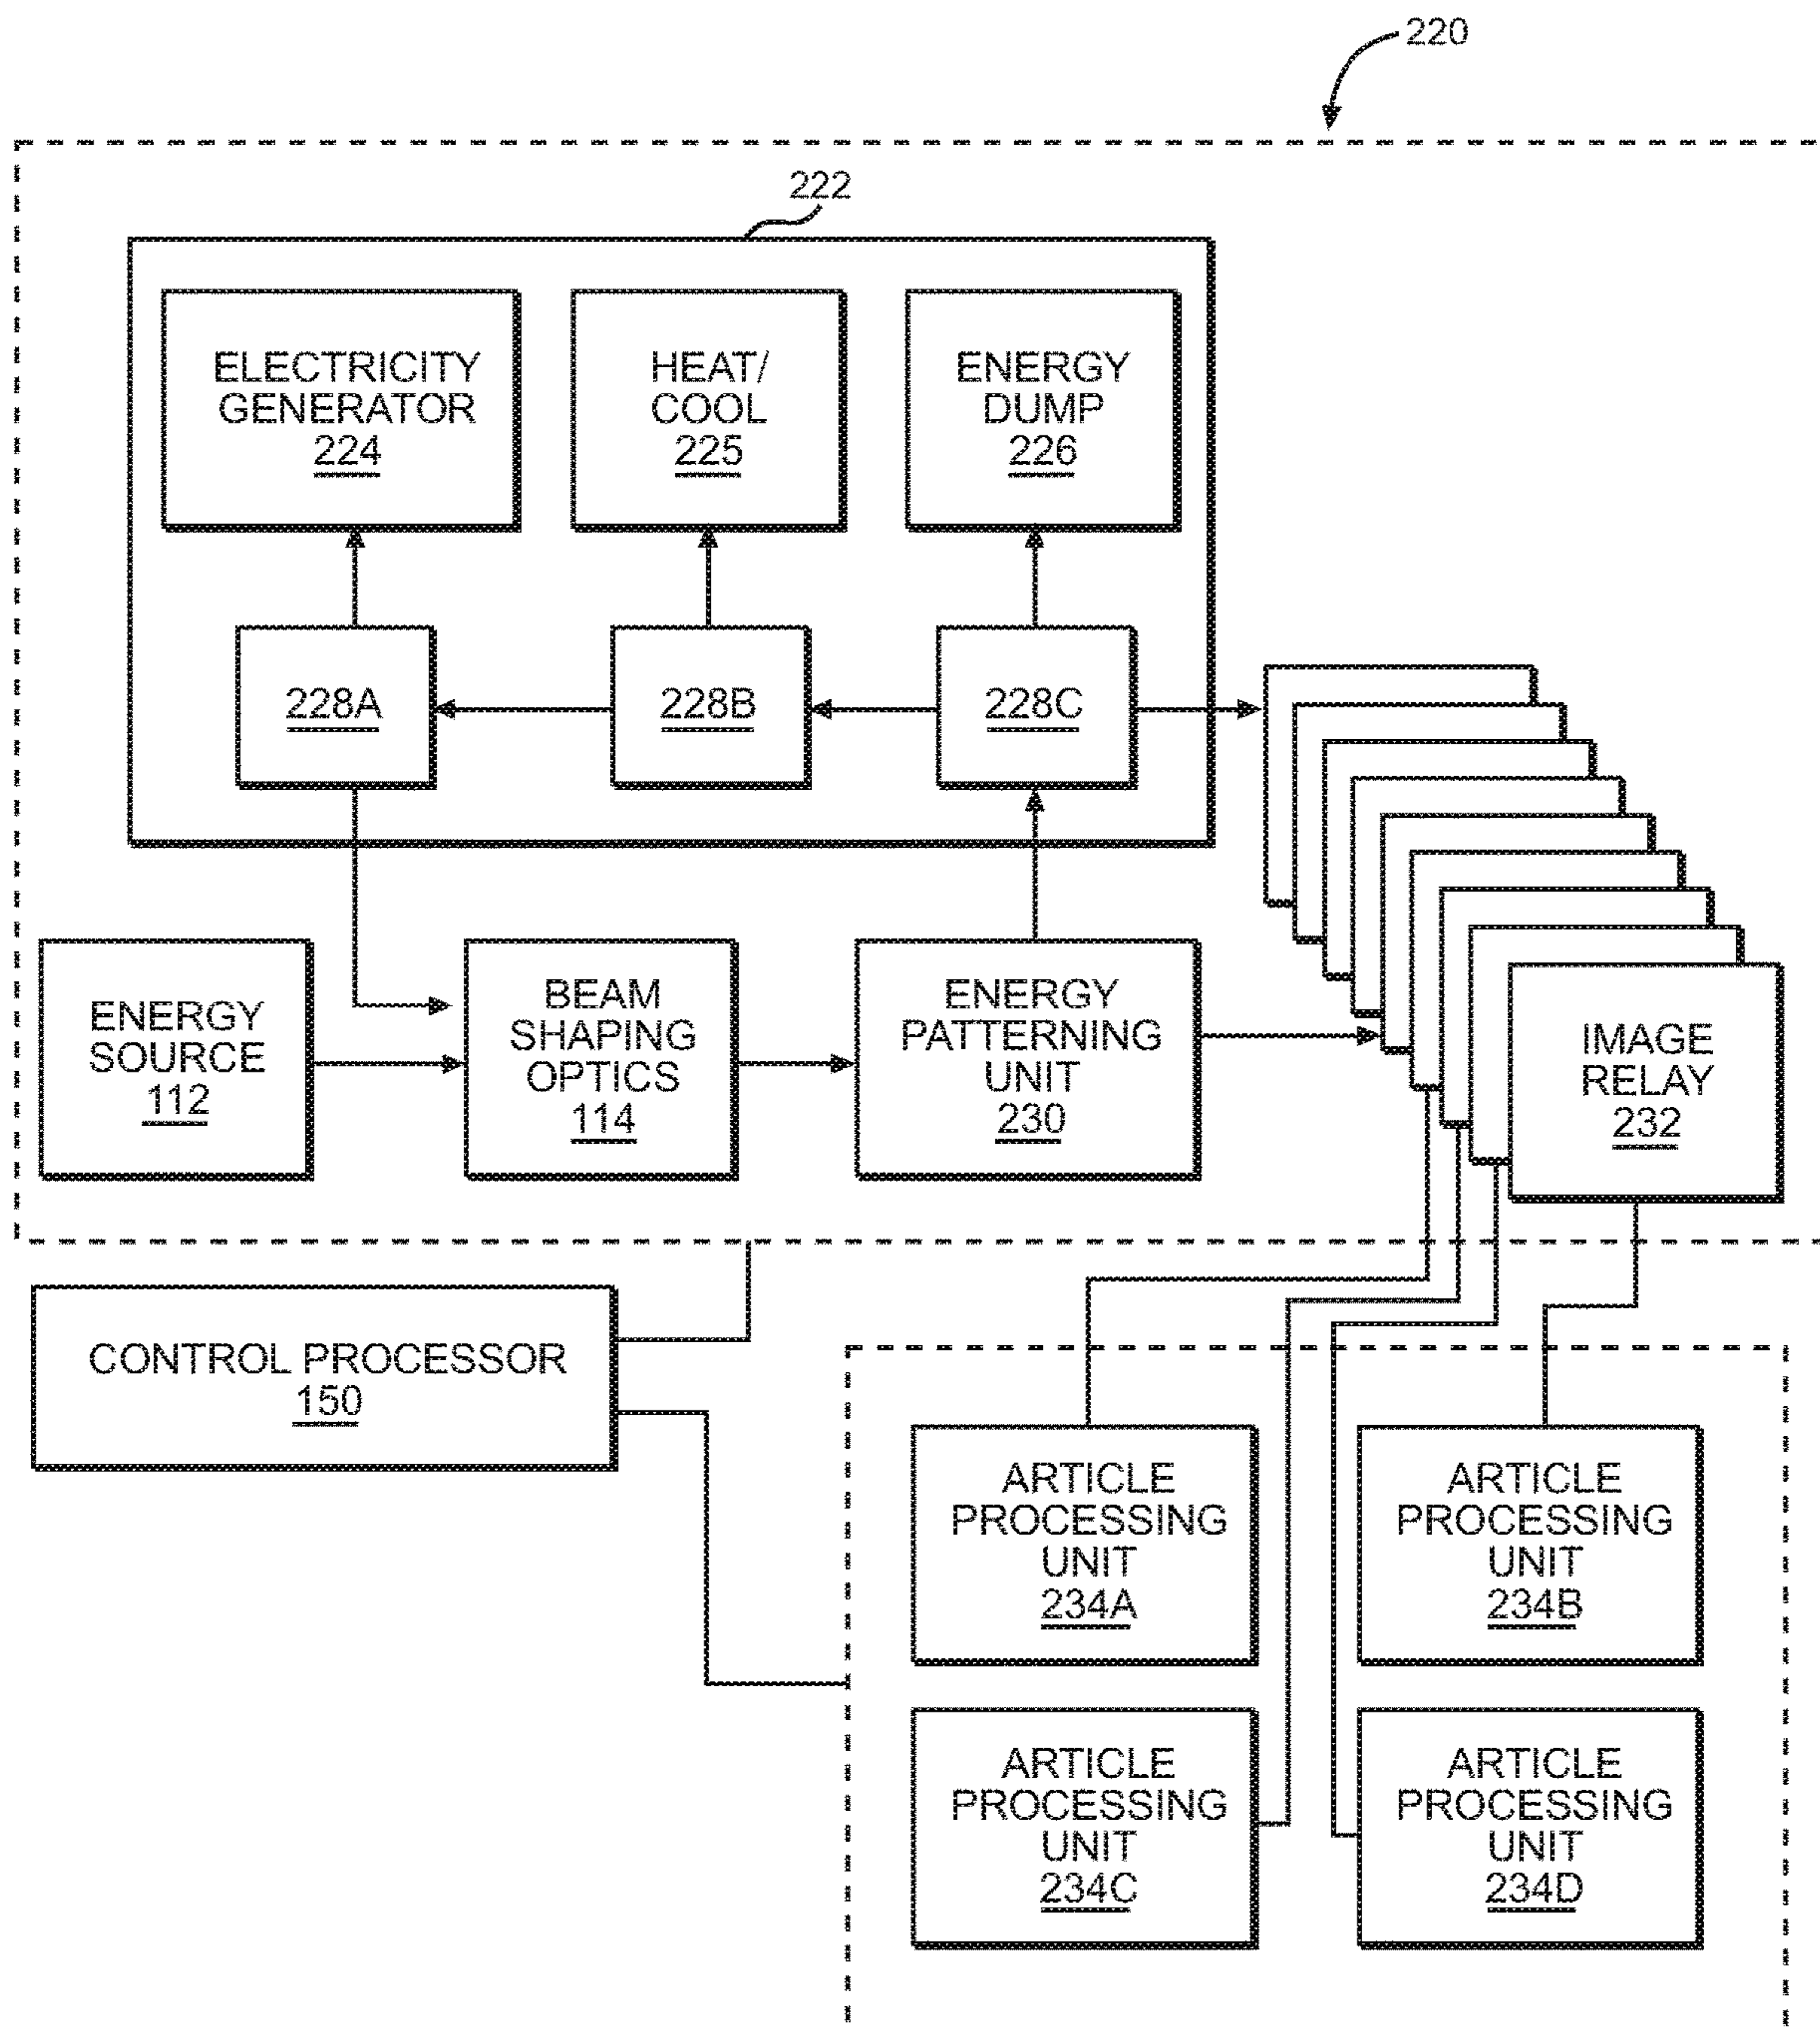 220
222
ELECTRICITY
GENERATOR
224
HEAT/
COOL
225
ENERGY
DUMP
226
228A
228B
228C
ENERGY
SOURCE
112
BEAM
SHAPING
OPTICS
114
ENERGY
PATTERNING
UNIT
230
IMAGE
RELAY
232
CONTROL PROCESSOR
150
ARTICLE
PROCESSING
UNIT
234A
ARTICLE
PROCESSING
UNIT
234B
ARTICLE
PROCESSING
UNIT
234C
ARTICLE
PROCESSING
UNIT
234D